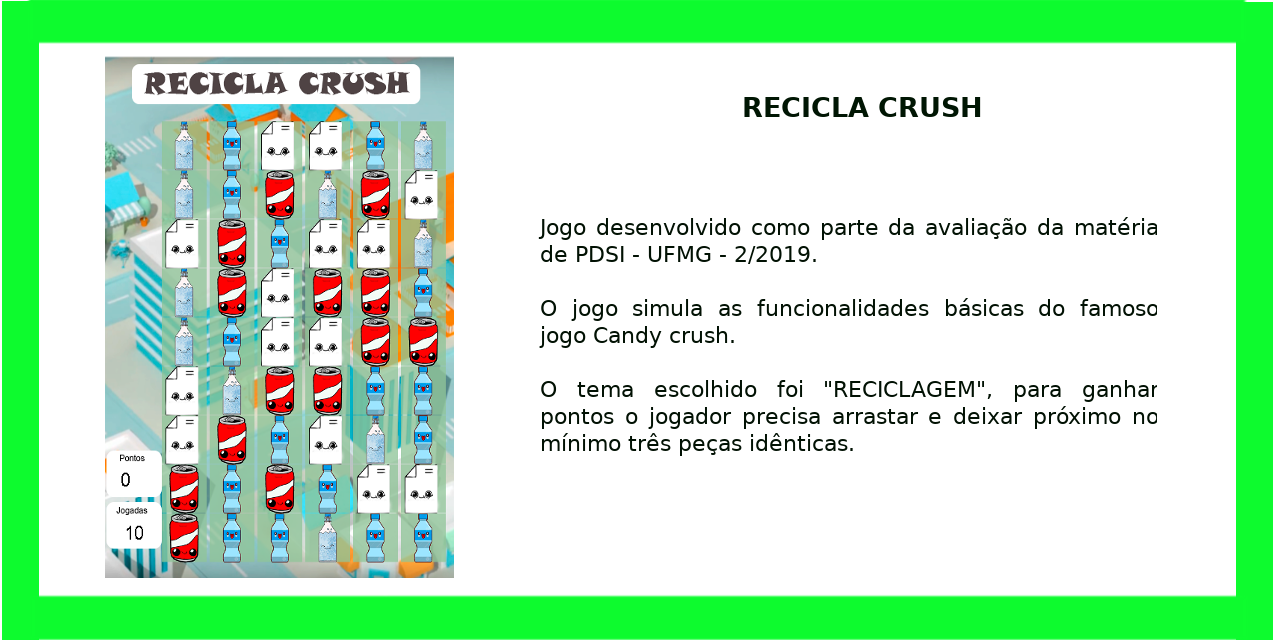 RECICLA CRUSH
Pontos
0
Jogadas
10
RECICLA CRUSH
Jogo desenvolvido como parte da avaliação da matéria
de PDSI - UFMG - 2/2019.
O jogo simula as funcionalidades básicas do famoso
jogo Candy crush.
O tema escolhido foi "RECICLAGEM", para ganhar
pontos o jogador precisa arrastar e deixar próximo no
mínimo três peças idênticas.